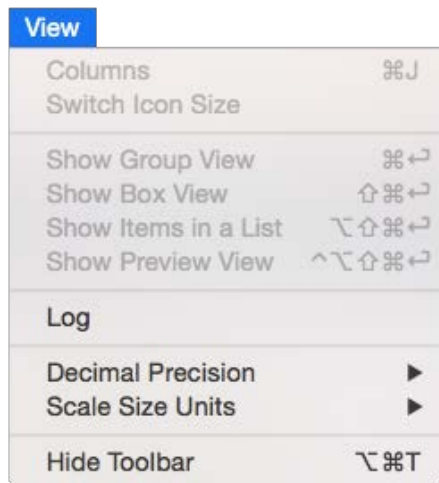 View
Columns ⌘J
Switch Icon Size
Show Group View ⌘↩
Show Box View ⇧⌘↩
Show Items in a List ⌥⇧⌘↩
Show Preview View ^⌥⇧⌘↩
Log
Decimal Precision ▶
Scale Size Units ▶
Hide Toolbar ⌥⌘T